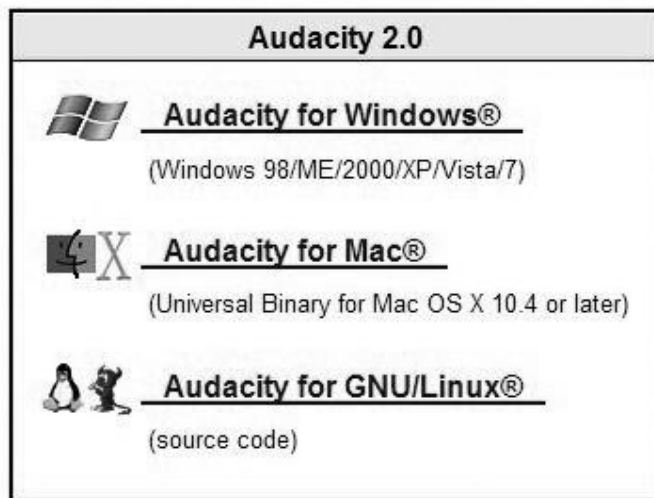 Audacity 2.0
Audacity for Windows®
(Windows 98/ME/2000/XP/Vista/7)
Audacity for Mac®
(Universal Binary for Mac OS X 10.4 or later)
Audacity for GNU/Linux®
(source code)